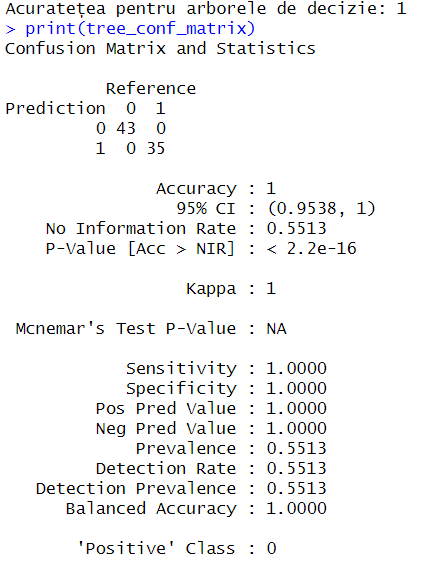 Acuratețea pentru arborele de decizie: 1
> print(tree_conf_matrix)
Confusion Matrix and Statistics
Reference
Prediction 0 1
0 43 0
1 0 35
Accuracy : 1
95% CI : (0.9538, 1)
No Information Rate : 0.5513
P-Value [Acc > NIR] : < 2.2e-16
Kappa : 1
Mcnemar's Test P-Value : NA
Sensitivity : 1.0000
Specificity : 1.0000
Pos Pred Value : 1.0000
Neg Pred Value : 1.0000
Prevalence : 0.5513
Detection Rate : 0.5513
Detection Prevalence : 0.5513
Balanced Accuracy : 1.0000
'Positive' Class : 0